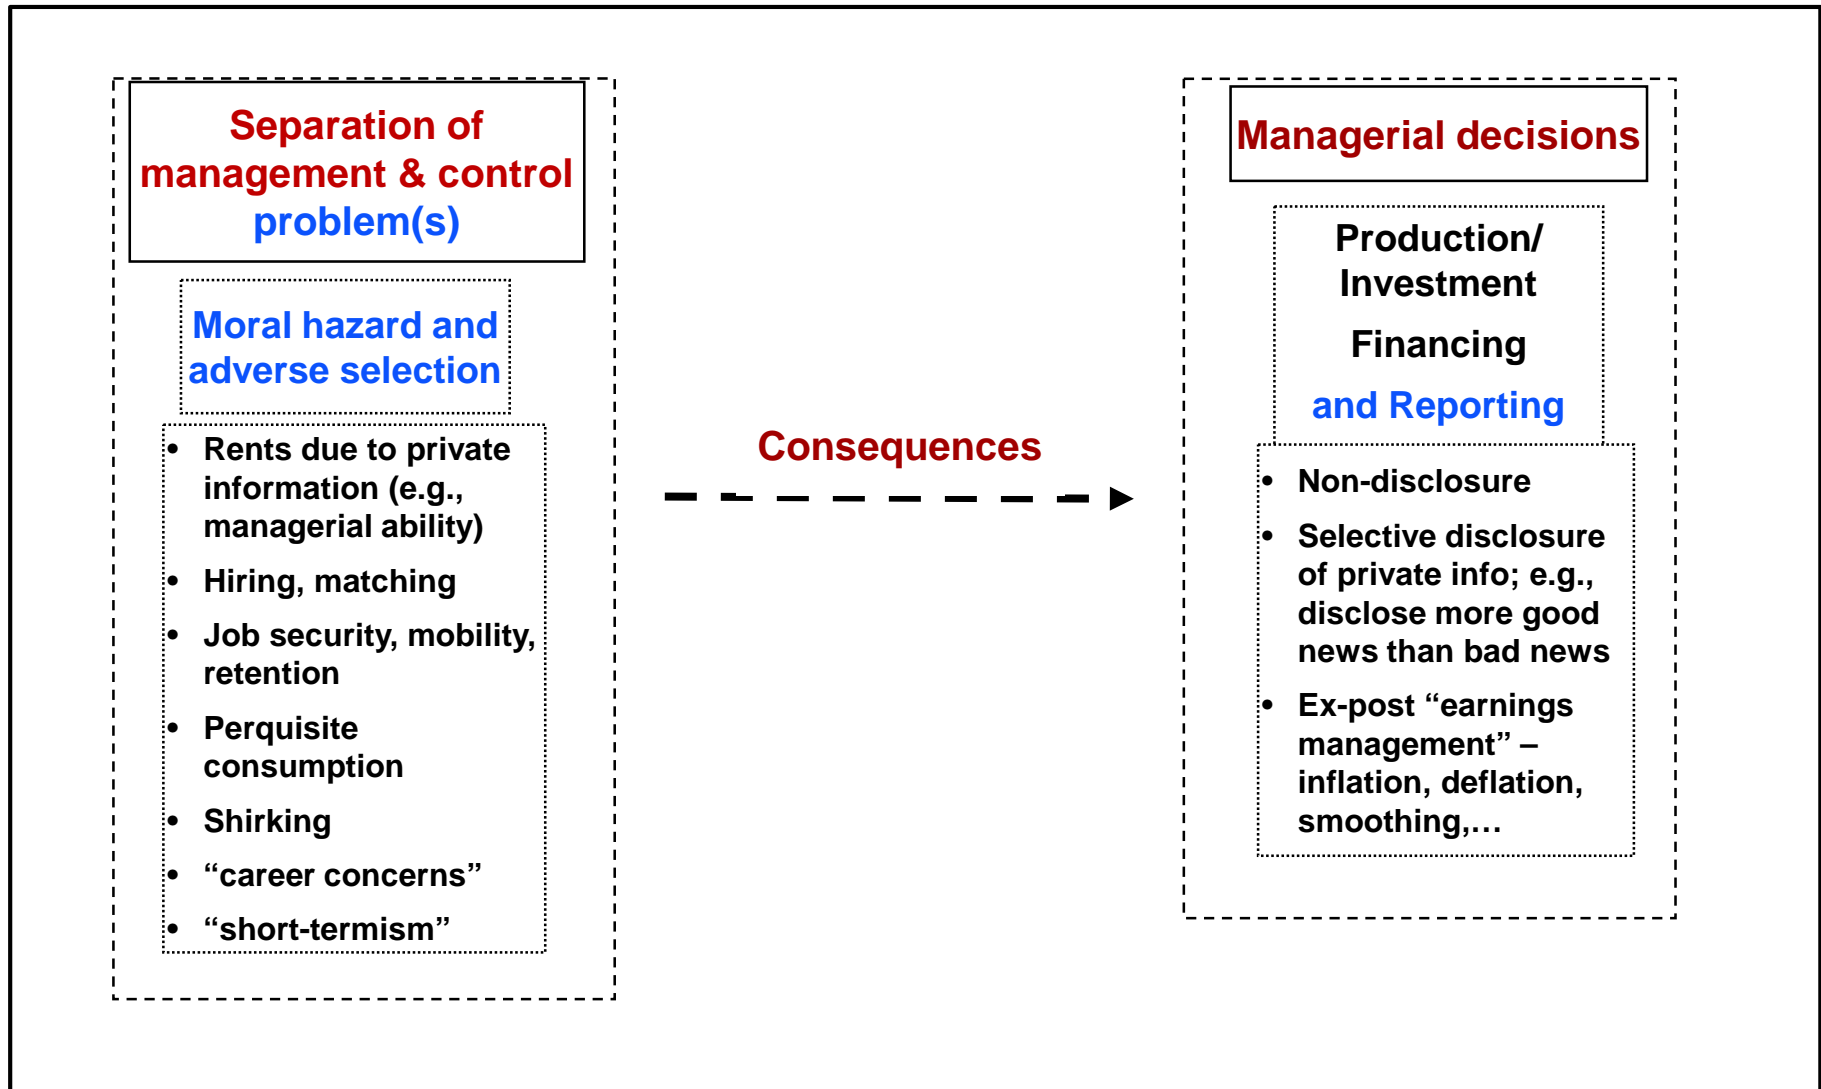 Separation of
management & control
problem(s)
Moral hazard and
adverse selection
• Rents due to private
information (e.g.,
managerial ability)
• Hiring, matching
• Job security, mobility,
retention
• Perquisite
consumption
• Shirking
• “career concerns”
• “short-termism”
Consequences
Managerial decisions
Production/
Investment
Financing
and Reporting
• Non-disclosure
• Selective disclosure
of private info; e.g.,
disclose more good
news than bad news
• Ex-post “earnings
management” –
inflation, deflation,
smoothing,…